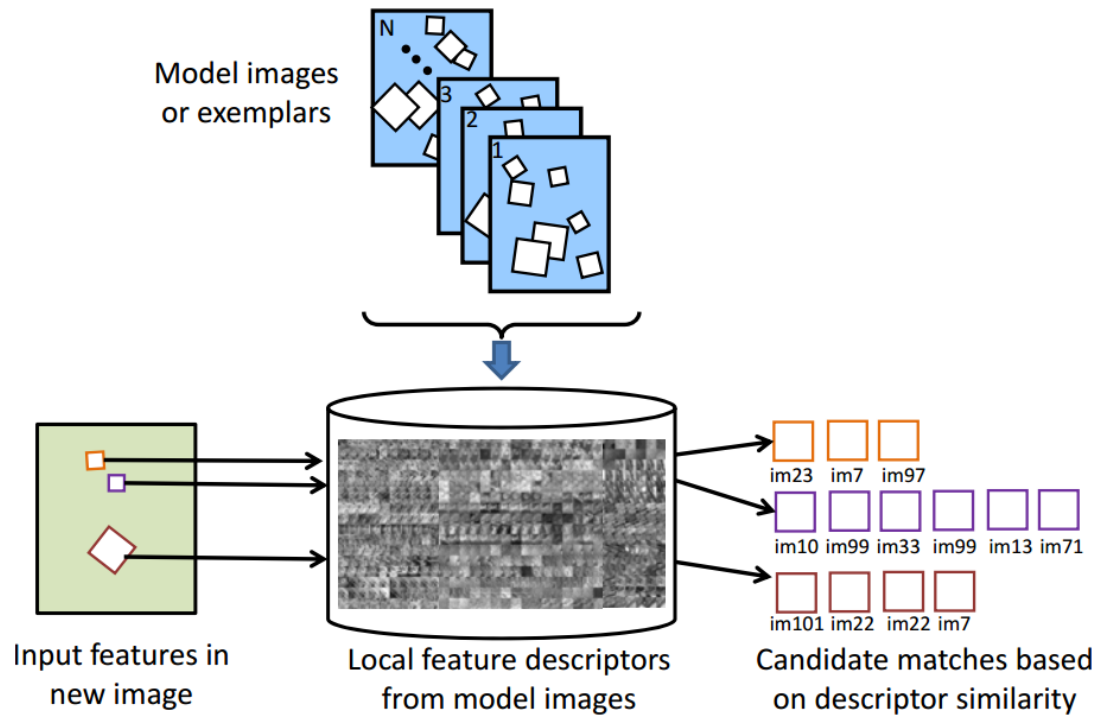 N
Model images
or exemplars
3
2
1
im23 im7 im97
im10 im99 im33 im99 im13 im71
im101 im22 im22 im7
Input features in
new image
Local feature descriptors
from model images
Candidate matches based
on descriptor similarity